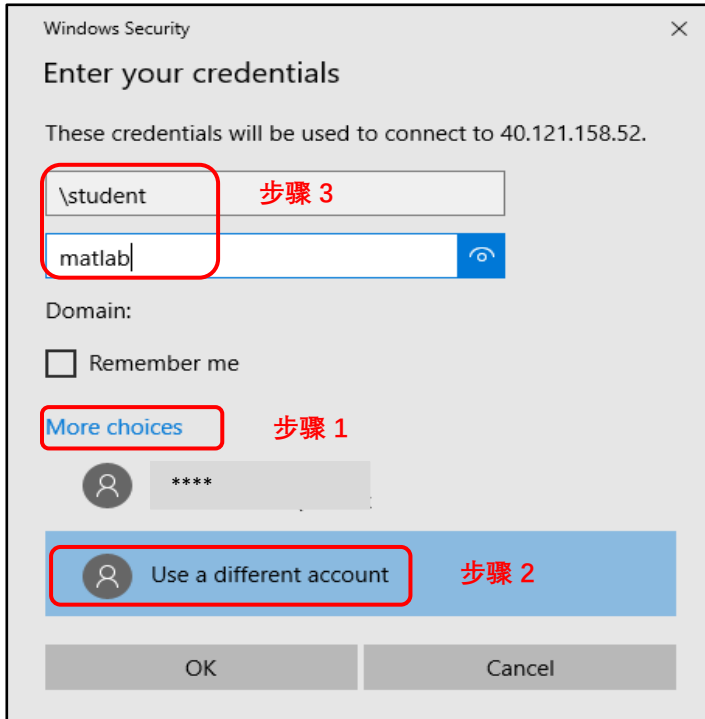 Windows Security
Enter your credentials
These credentials will be used to connect to 40.121.158.52.
\student 步骤 3
matlab
Domain:
Remember me
More choices 步骤 1
****
Use a different account 步骤 2
OK Cancel